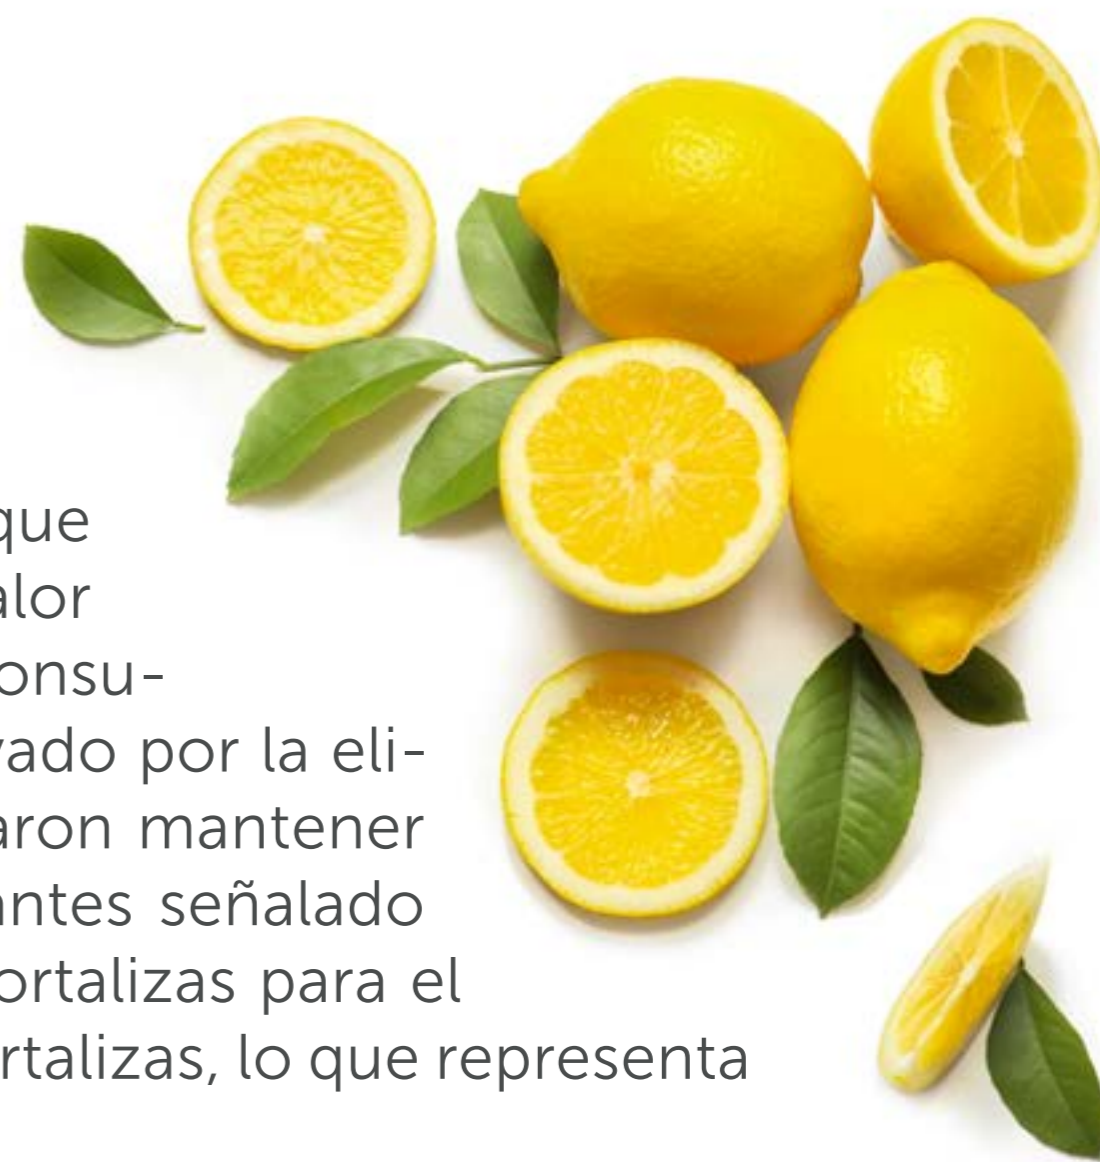 que
alor
onsu-
vado por la eli-
aron mantener
antes señalado
ortalizas para el
rtalizas, lo que representa